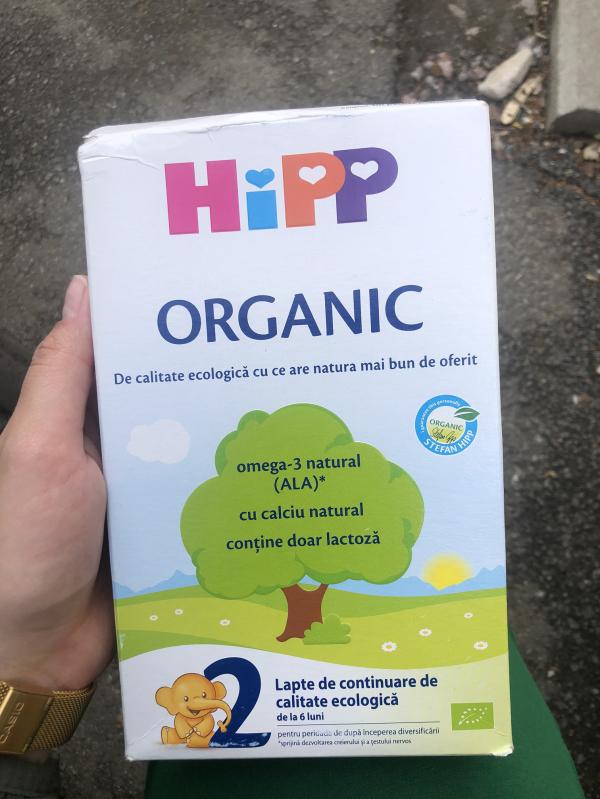 HiPP
ORGANIC
De calitate ecologică cu ce are natura mai bun de oferit
ORGANIC
STEFAN HIPP
omega-3 natural
(ALA)*
cu calciu natural
conține doar lactoză
2
Lapte de continuare de
calitate ecologică
de la 6 luni
pentru perioada de după începerea diversificării
*sprijină dezvoltarea creierului și a țesutului nervos
CASIO